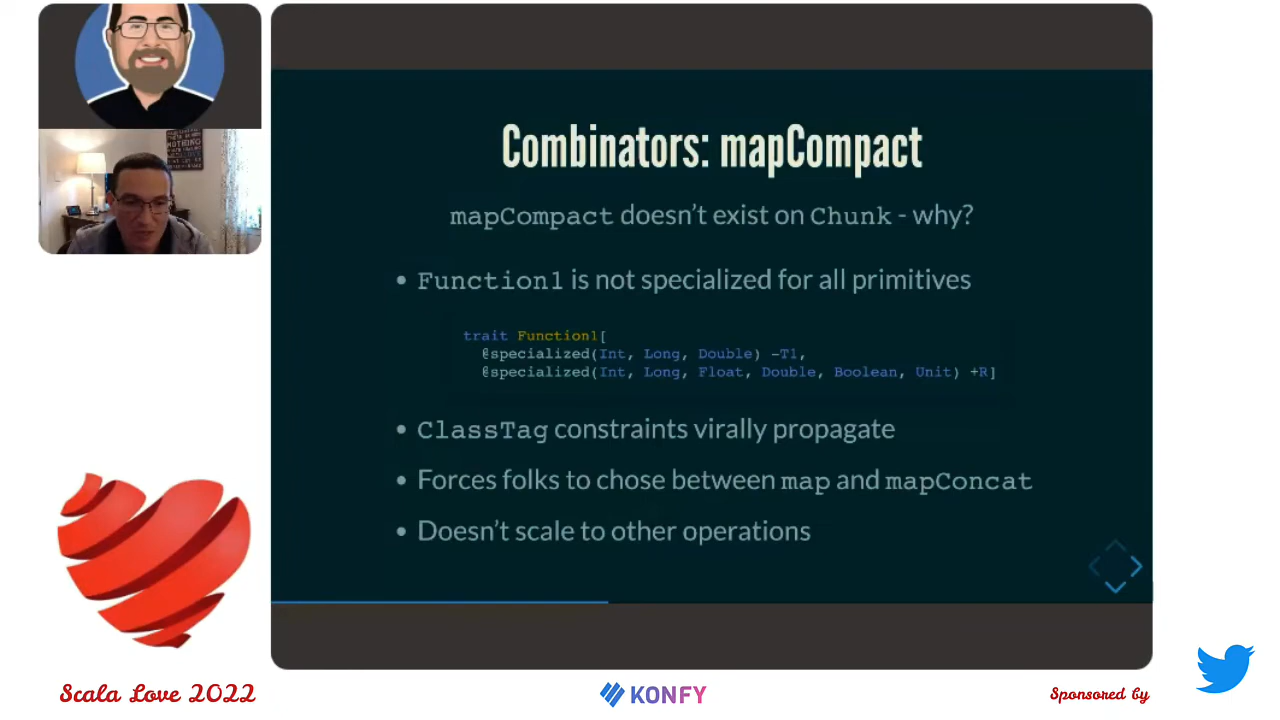 NOTHING
Combinators: mapCompact
mapCompact doesn't exist on Chunk - why?
• Function1 is not specialized for all primitives
trait Function1[
@specialized(Int, Long, Double) -T1,
@specialized(Int, Long, Float, Double, Boolean, Unit) +R]
• ClassTag constraints virally propagate
• Forces folks to chose between map and mapConcat
• Doesn't scale to other operations
Scala Love 2022
KONFY
Sponsored by